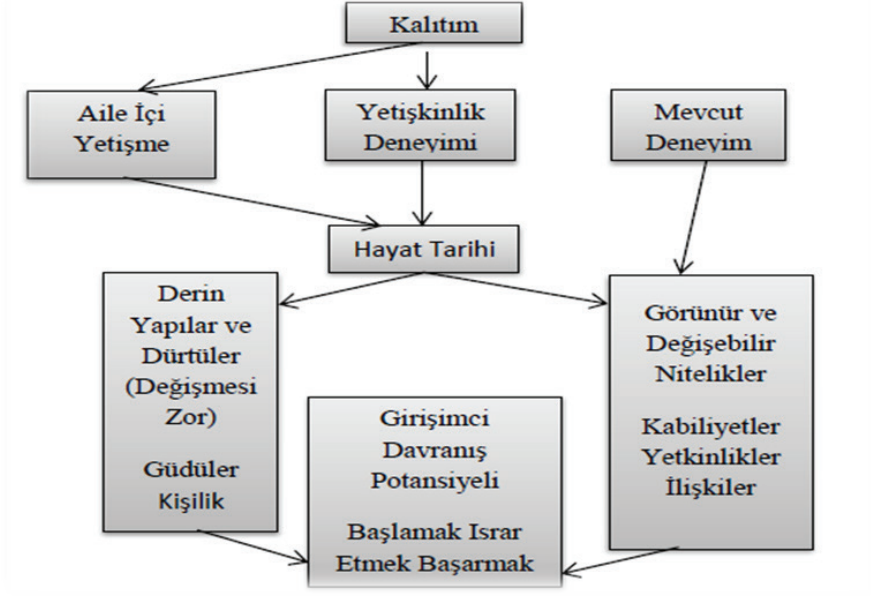 Kalıtım
Aile İçi
Yetişme
Yetişkinlik
Deneyimi
Mevcut
Deneyim
Hayat Tarihi
Derin
Yapılar ve
Dürtüler
(Değişmesi
Zor)
Güdüler
Kişilik
Girişimci
Davranış
Potansiyeli
Başlamak Israr
Etmek Başarmak
Görünür ve
Değişebilir
Nitelikler
Kabiliyetler
Yetkinlikler
İlişkiler